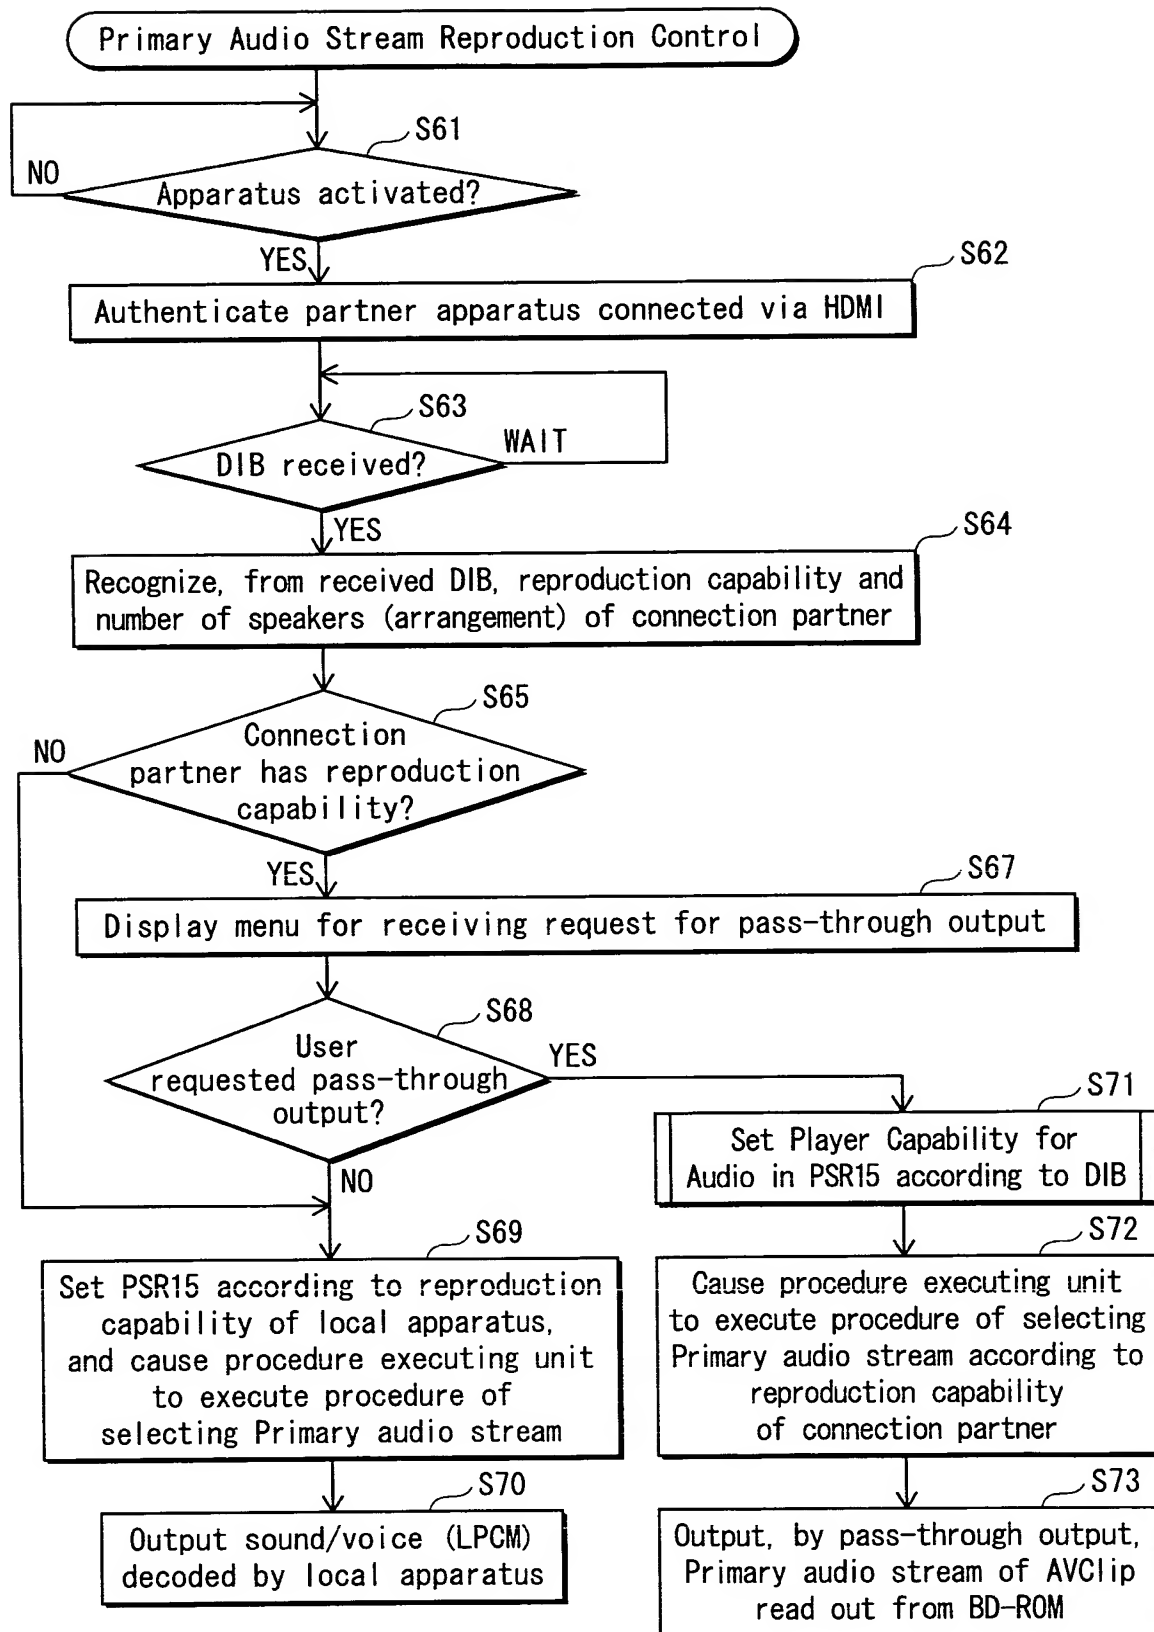 Primary Audio Stream Reproduction Control
S61
NO
Apparatus activated?
YES
S62
Authenticate partner apparatus connected via HDMI
S63
WAIT
DIB received?
YES
S64
Recognize, from received DIB, reproduction capability and
number of speakers (arrangement) of connection partner
S65
NO
Connection
partner has reproduction
capability?
YES
S67
Display menu for receiving request for pass-through output
S68
User
requested pass-through
output?
YES
NO
S71
Set Player Capability for
Audio in PSR15 according to DIB
S69
Set PSR15 according to reproduction
capability of local apparatus,
and cause procedure executing unit
to execute procedure of
selecting Primary audio stream
S72
Cause procedure executing unit
to execute procedure of selecting
Primary audio stream according to
reproduction capability
of connection partner
S70
Output sound/voice (LPCM)
decoded by local apparatus
S73
Output, by pass-through output,
Primary audio stream of AVClip
read out from BD-ROM